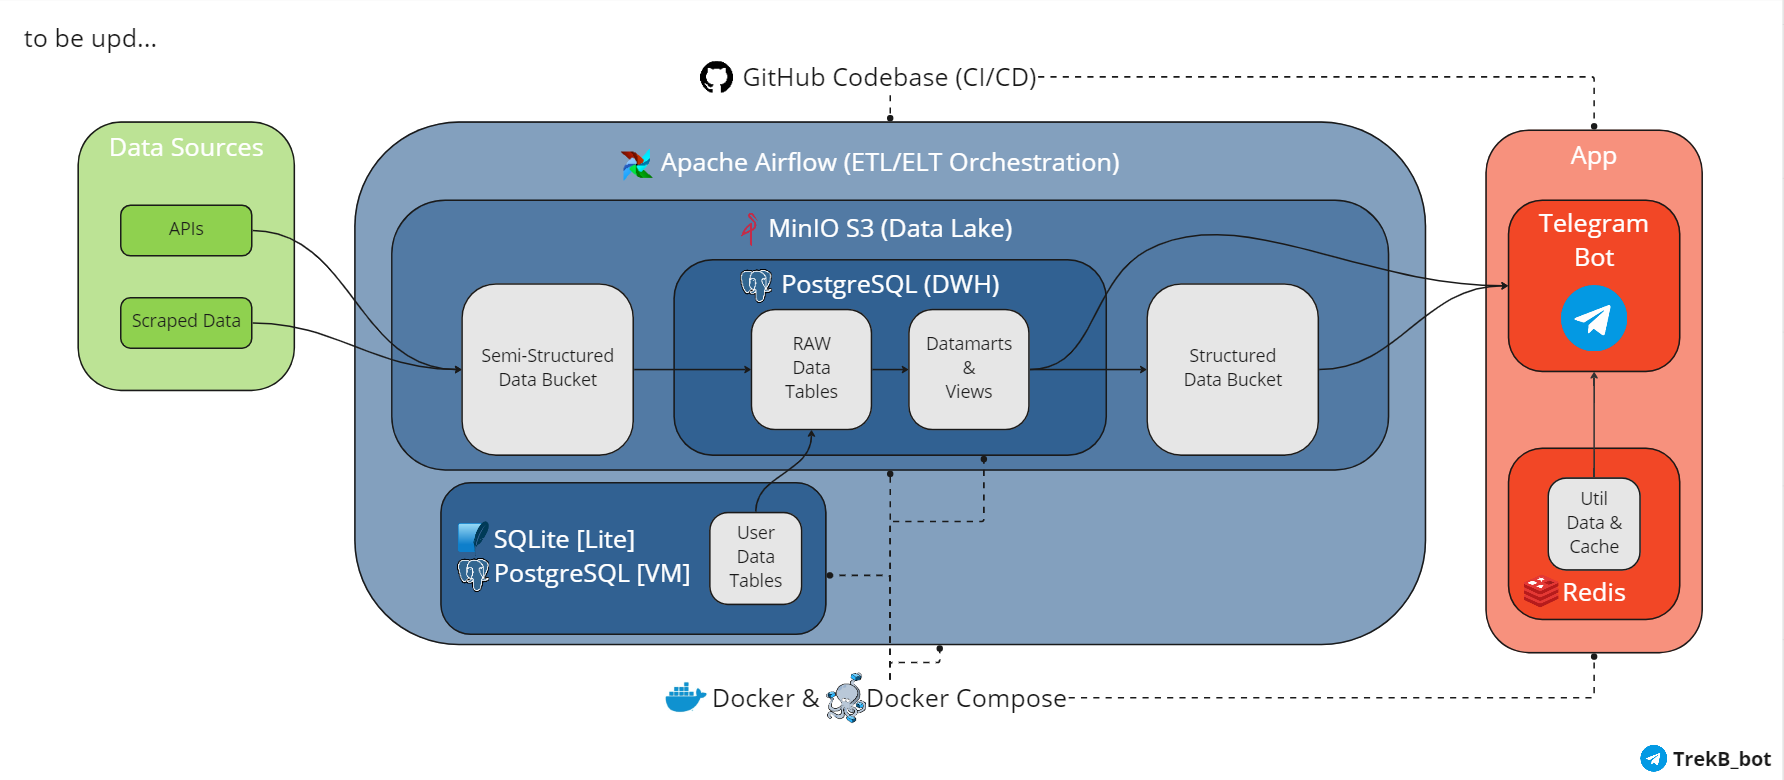 to be upd...
GitHub Codebase (CI/CD)
Data Sources
APIs
Scraped Data
Apache Airflow (ETL/ELT Orchestration)
MinIO S3 (Data Lake)
PostgreSQL (DWH)
Semi-Structured
Data Bucket
RAW
Data
Tables
Datamarts
&
Views
Structured
Data Bucket
SQLite [Lite]
PostgreSQL [VM]
User
Data
Tables
App
Telegram
Bot
Util
Data &
Cache
Redis
Docker & Docker Compose
TrekB_bot